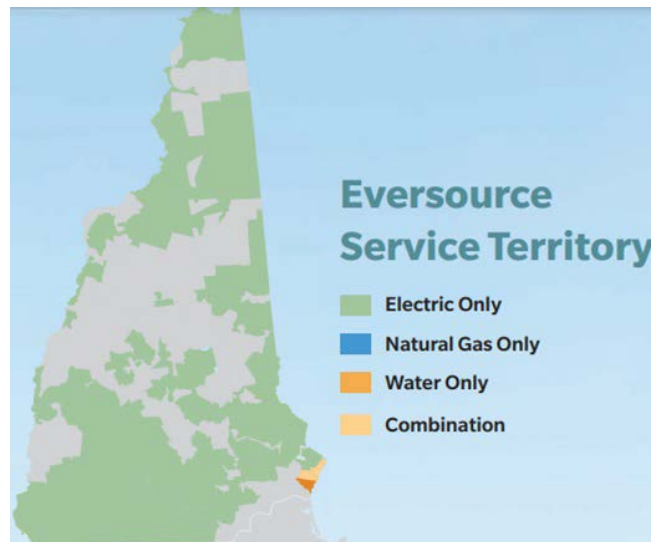 Eversource
Service Territory
Electric Only
Natural Gas Only
Water Only
Combination